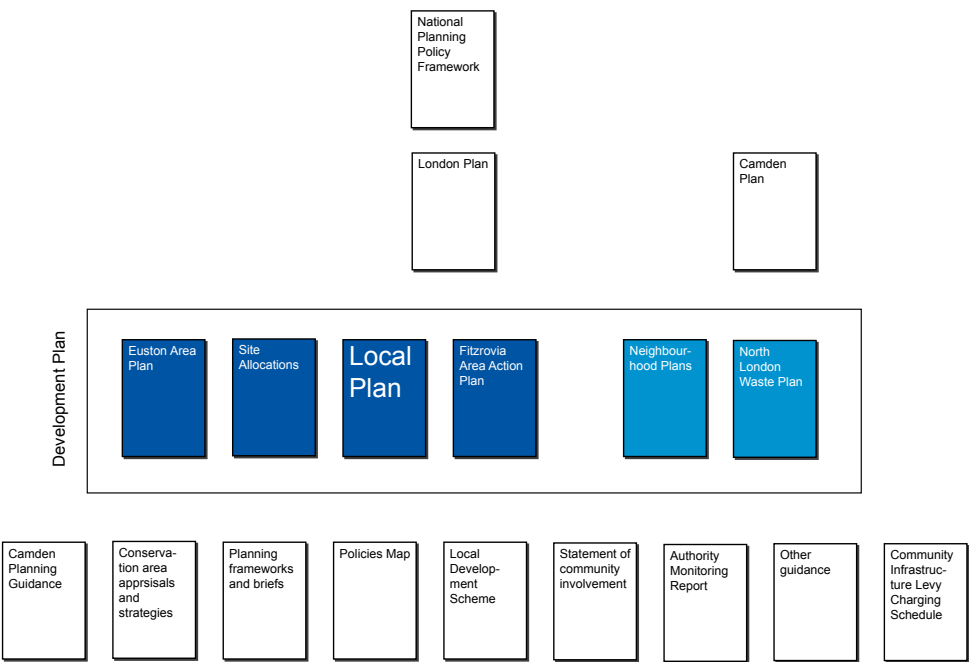 National
Planning
Policy
Framework
London Plan
Camden
Plan
Development Plan
Euston Area
Plan
Site
Allocations
Local
Plan
Fitzrovia
Area Action
Plan
Neighbour-
hood Plans
North
London
Waste Plan
Camden
Planning
Guidance
Conserva-
tion area
apprsisals
and
strategies
Planning
frameworks
and briefs
Policies Map
Local
Develop-
ment
Scheme
Statement of
community
involvement
Authority
Monitoring
Report
Other
guidance
Community
Infrastruc-
ture Levy
Charging
Schedule